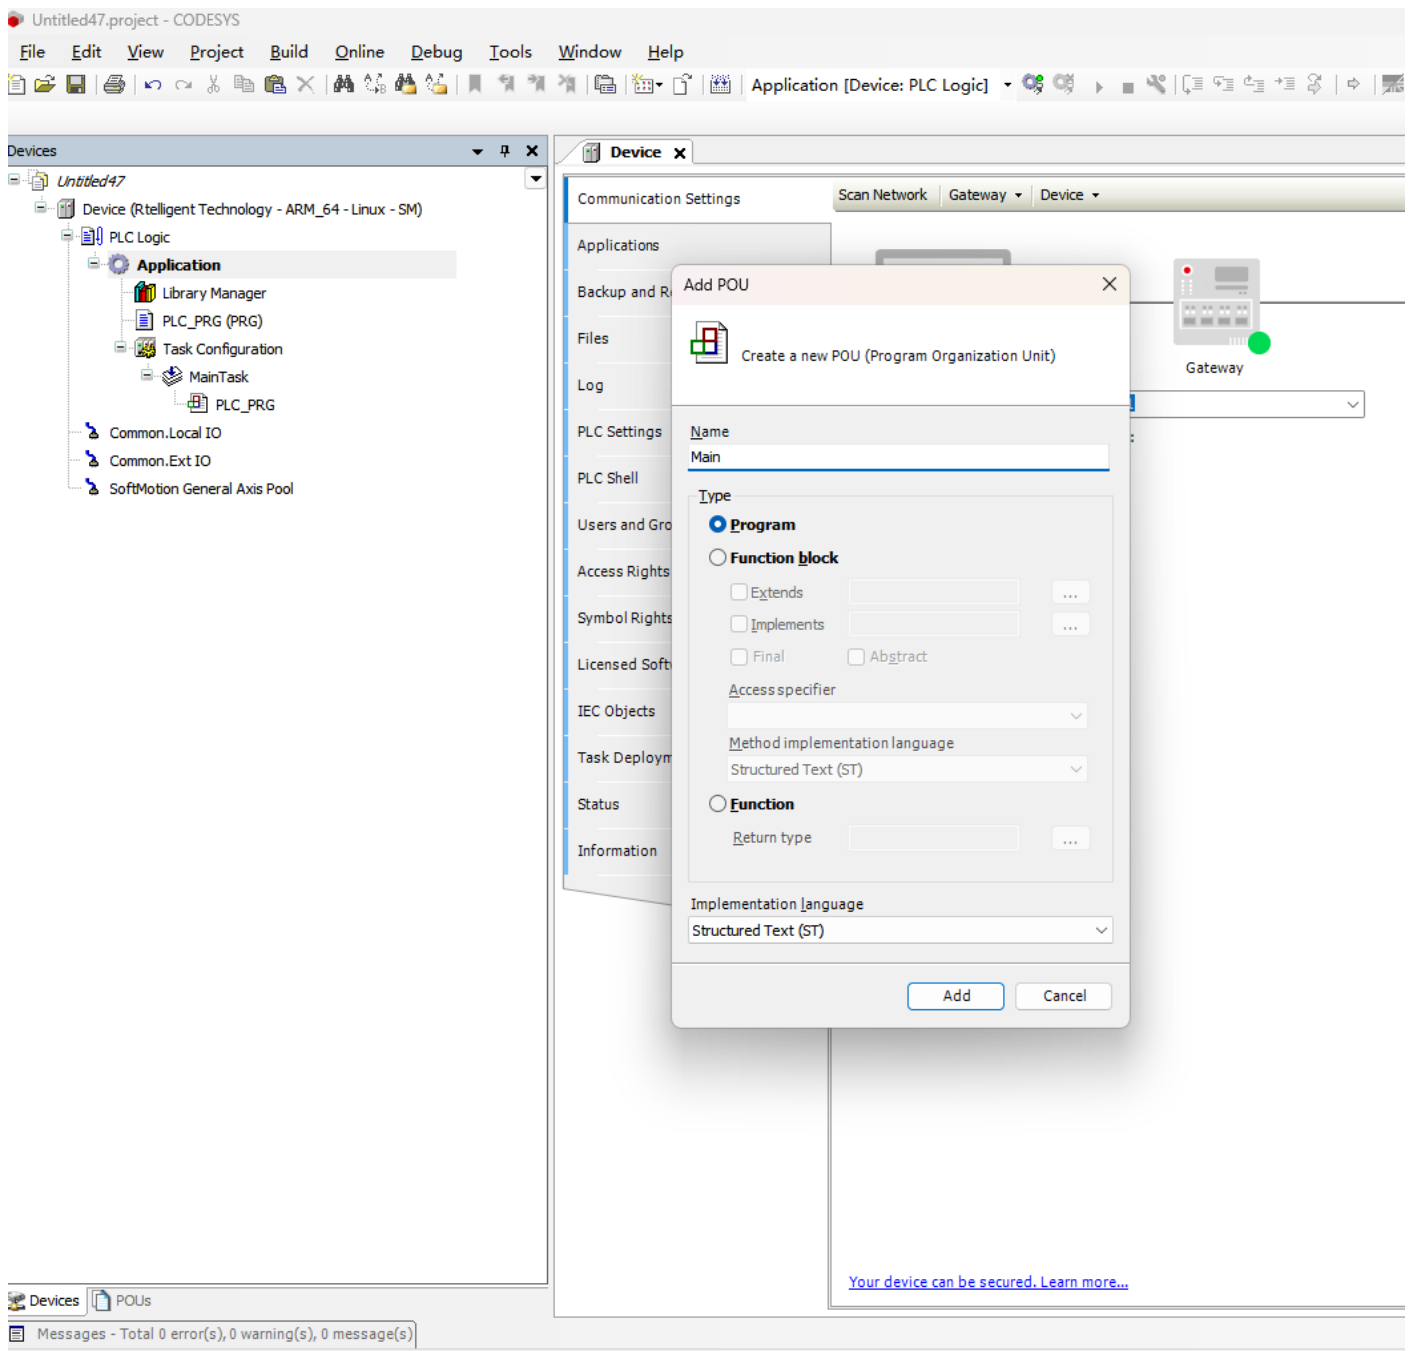 Untitled47.project - CODESYS
File Edit View Project Build Online Debug Tools Window Help
Application [Device: PLC Logic]
Devices
Untitled47
Device (Rtelligent Technology - ARM_64 - Linux - SM)
PLC Logic
Application
Library Manager
PLC_PRG (PRG)
Task Configuration
MainTask
PLC_PRG
Common.Local IO
Common.Ext IO
SoftMotion General Axis Pool
Device
Communication Settings
Scan Network Gateway Device
Applications
Backup and
Files
Log
PLC Settings
PLC Shell
Users and
Access Rights
Symbol Rights
Licensed
IEC Objects
Task
Status
Information
Gateway
Add POU
Create a new POU (Program Organization Unit)
Name
Main
Type
Program
Function block
Extends
...
Implements
...
Final Abstract
Access specifier
Method implementation language
Structured Text (ST)
Function
Return type
...
Implementation language
Structured Text (ST)
Add Cancel
Your device can be secured. Learn more...
Devices POUs
Messages - Total 0 error(s), 0 warning(s), 0 message(s)